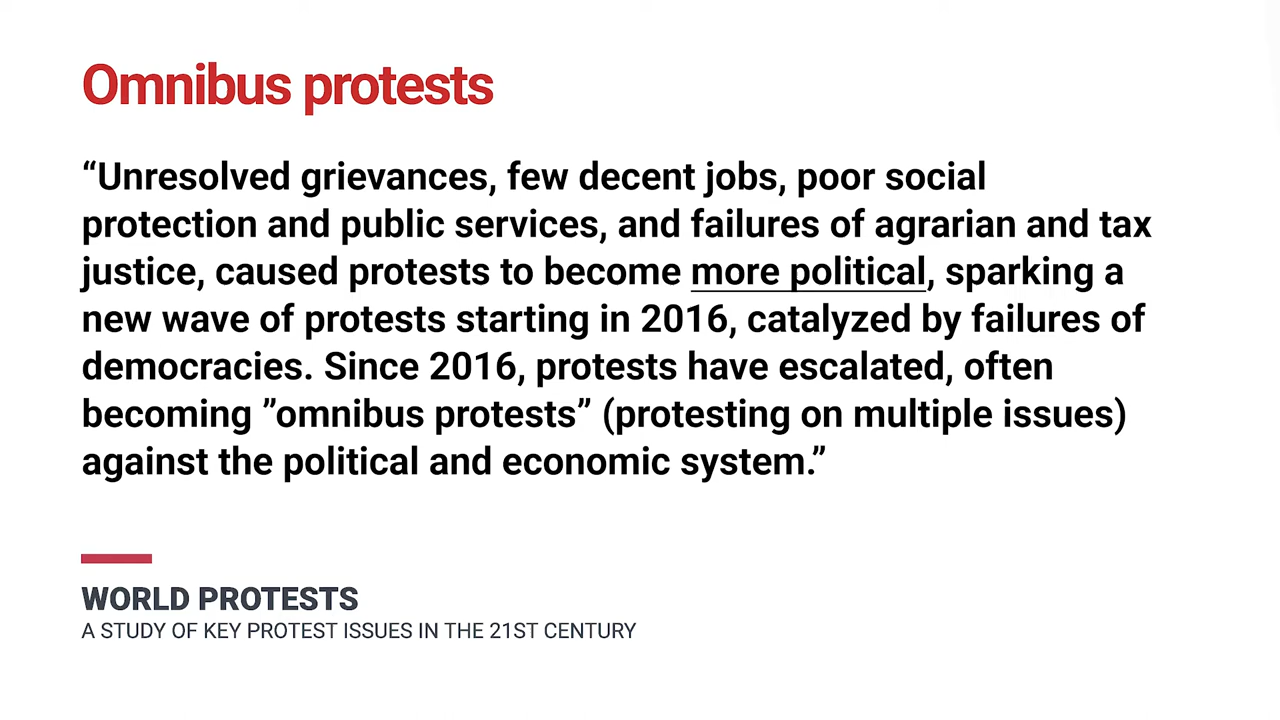 Omnibus protests
“Unresolved grievances, few decent jobs, poor social
protection and public services, and failures of agrarian and tax
justice, caused protests to become more political, sparking a
new wave of protests starting in 2016, catalyzed by failures of
democracies. Since 2016, protests have escalated, often
becoming ”omnibus protests” (protesting on multiple issues)
against the political and economic system.”
WORLD PROTESTS
A STUDY OF KEY PROTEST ISSUES IN THE 21ST CENTURY